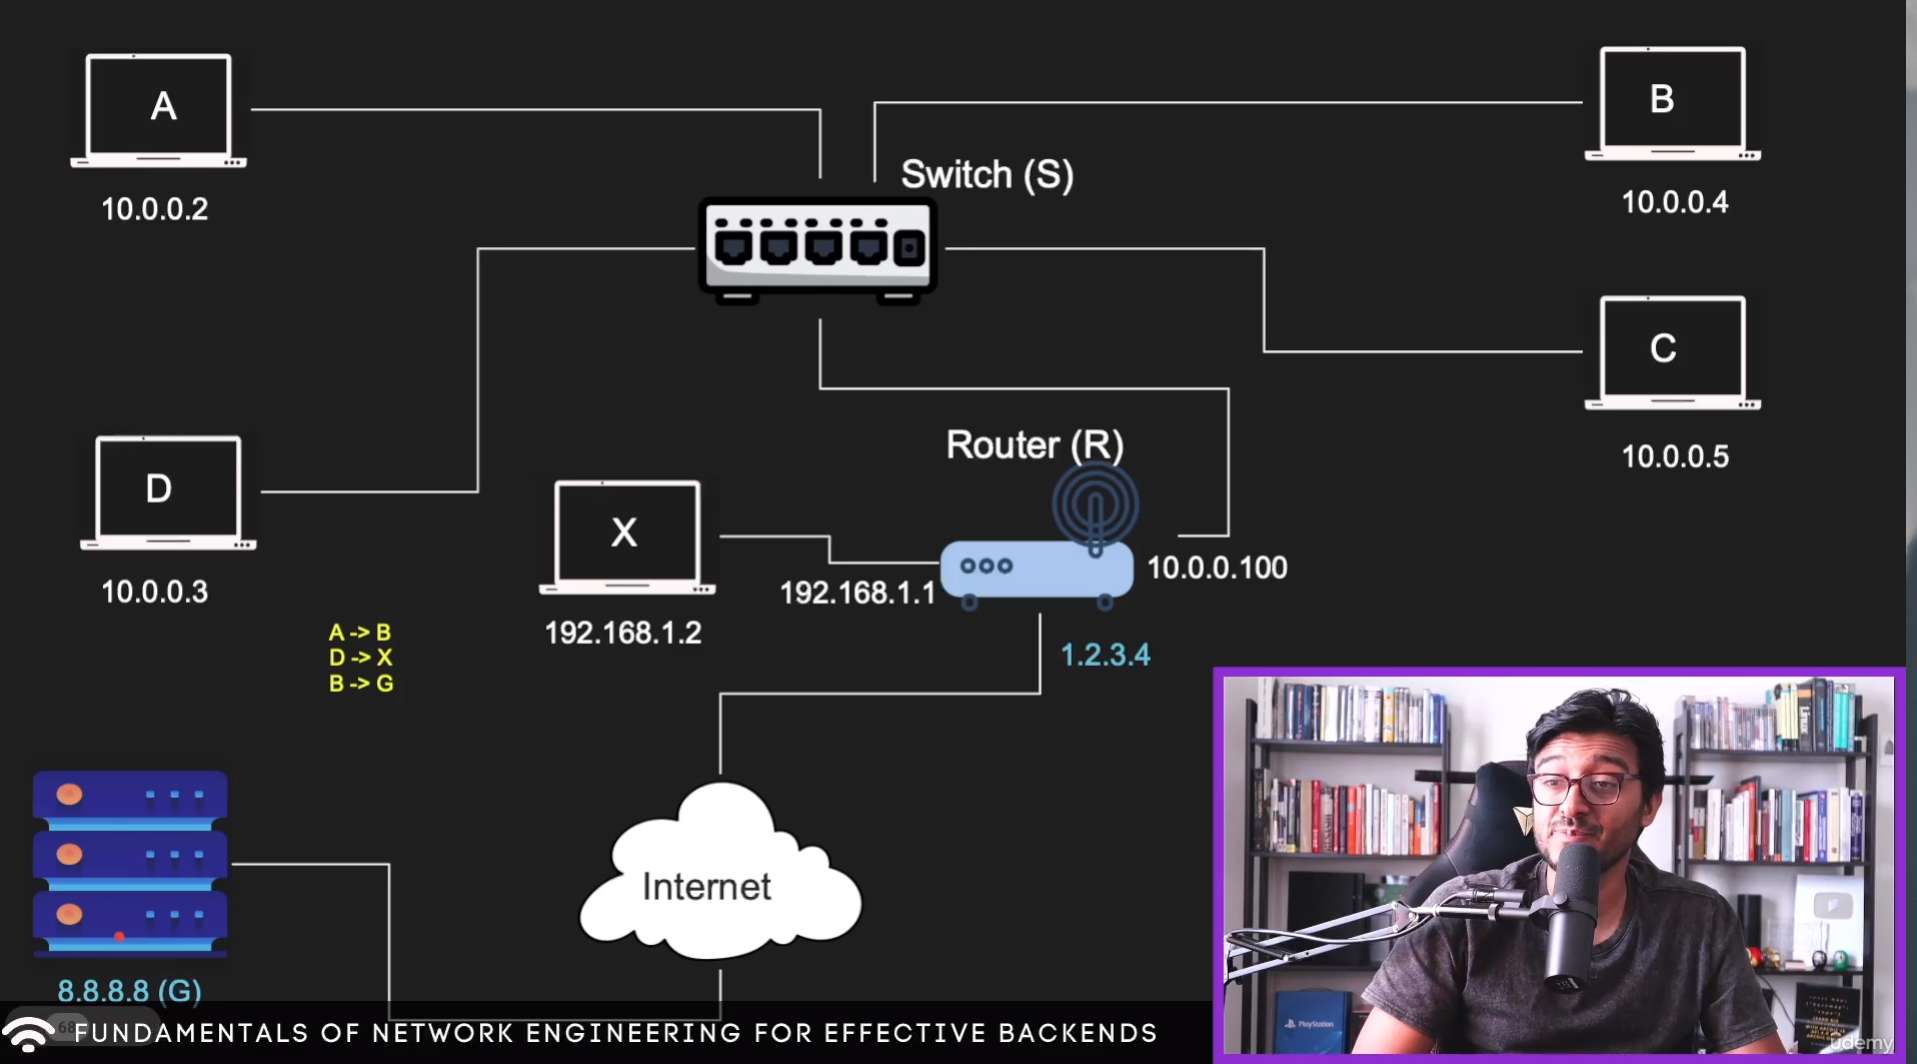 A
10.0.0.2
B
10.0.0.4
Switch (S)
C
10.0.0.5
D
10.0.0.3
X
192.168.1.2
Router (R)
192.168.1.1
10.0.0.100
1.2.3.4
A -> B
D -> X
B -> G
Internet
8.8.8.8 (G)
FUNDAMENTALS OF NETWORK ENGINEERING FOR EFFECTIVE BACKENDS
Linux
PlayStation
udemy